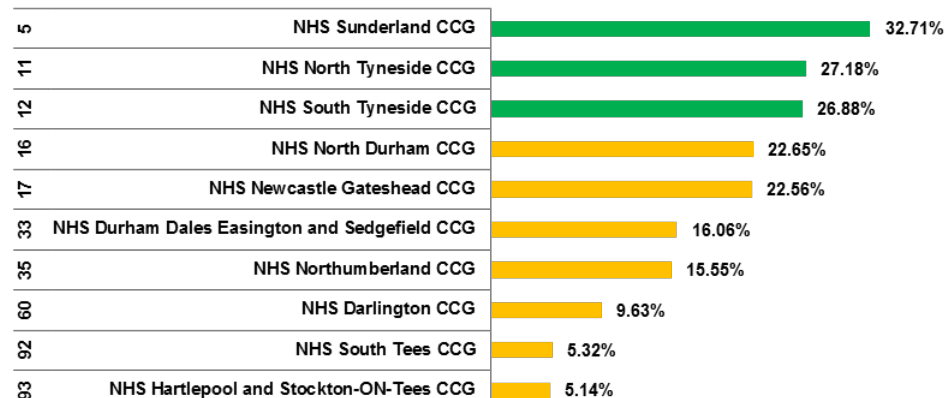 5 NHS Sunderland CCG 32.71%
11 NHS North Tyneside CCG 27.18%
12 NHS South Tyneside CCG 26.88%
16 NHS North Durham CCG 22.65%
17 NHS Newcastle Gateshead CCG 22.56%
33 NHS Durham Dales Easington and Sedgefield CCG 16.06%
35 NHS Northumberland CCG 15.55%
60 NHS Darlington CCG 9.63%
92 NHS South Tees CCG 5.32%
93 NHS Hartlepool and Stockton-ON-Tees CCG 5.14%